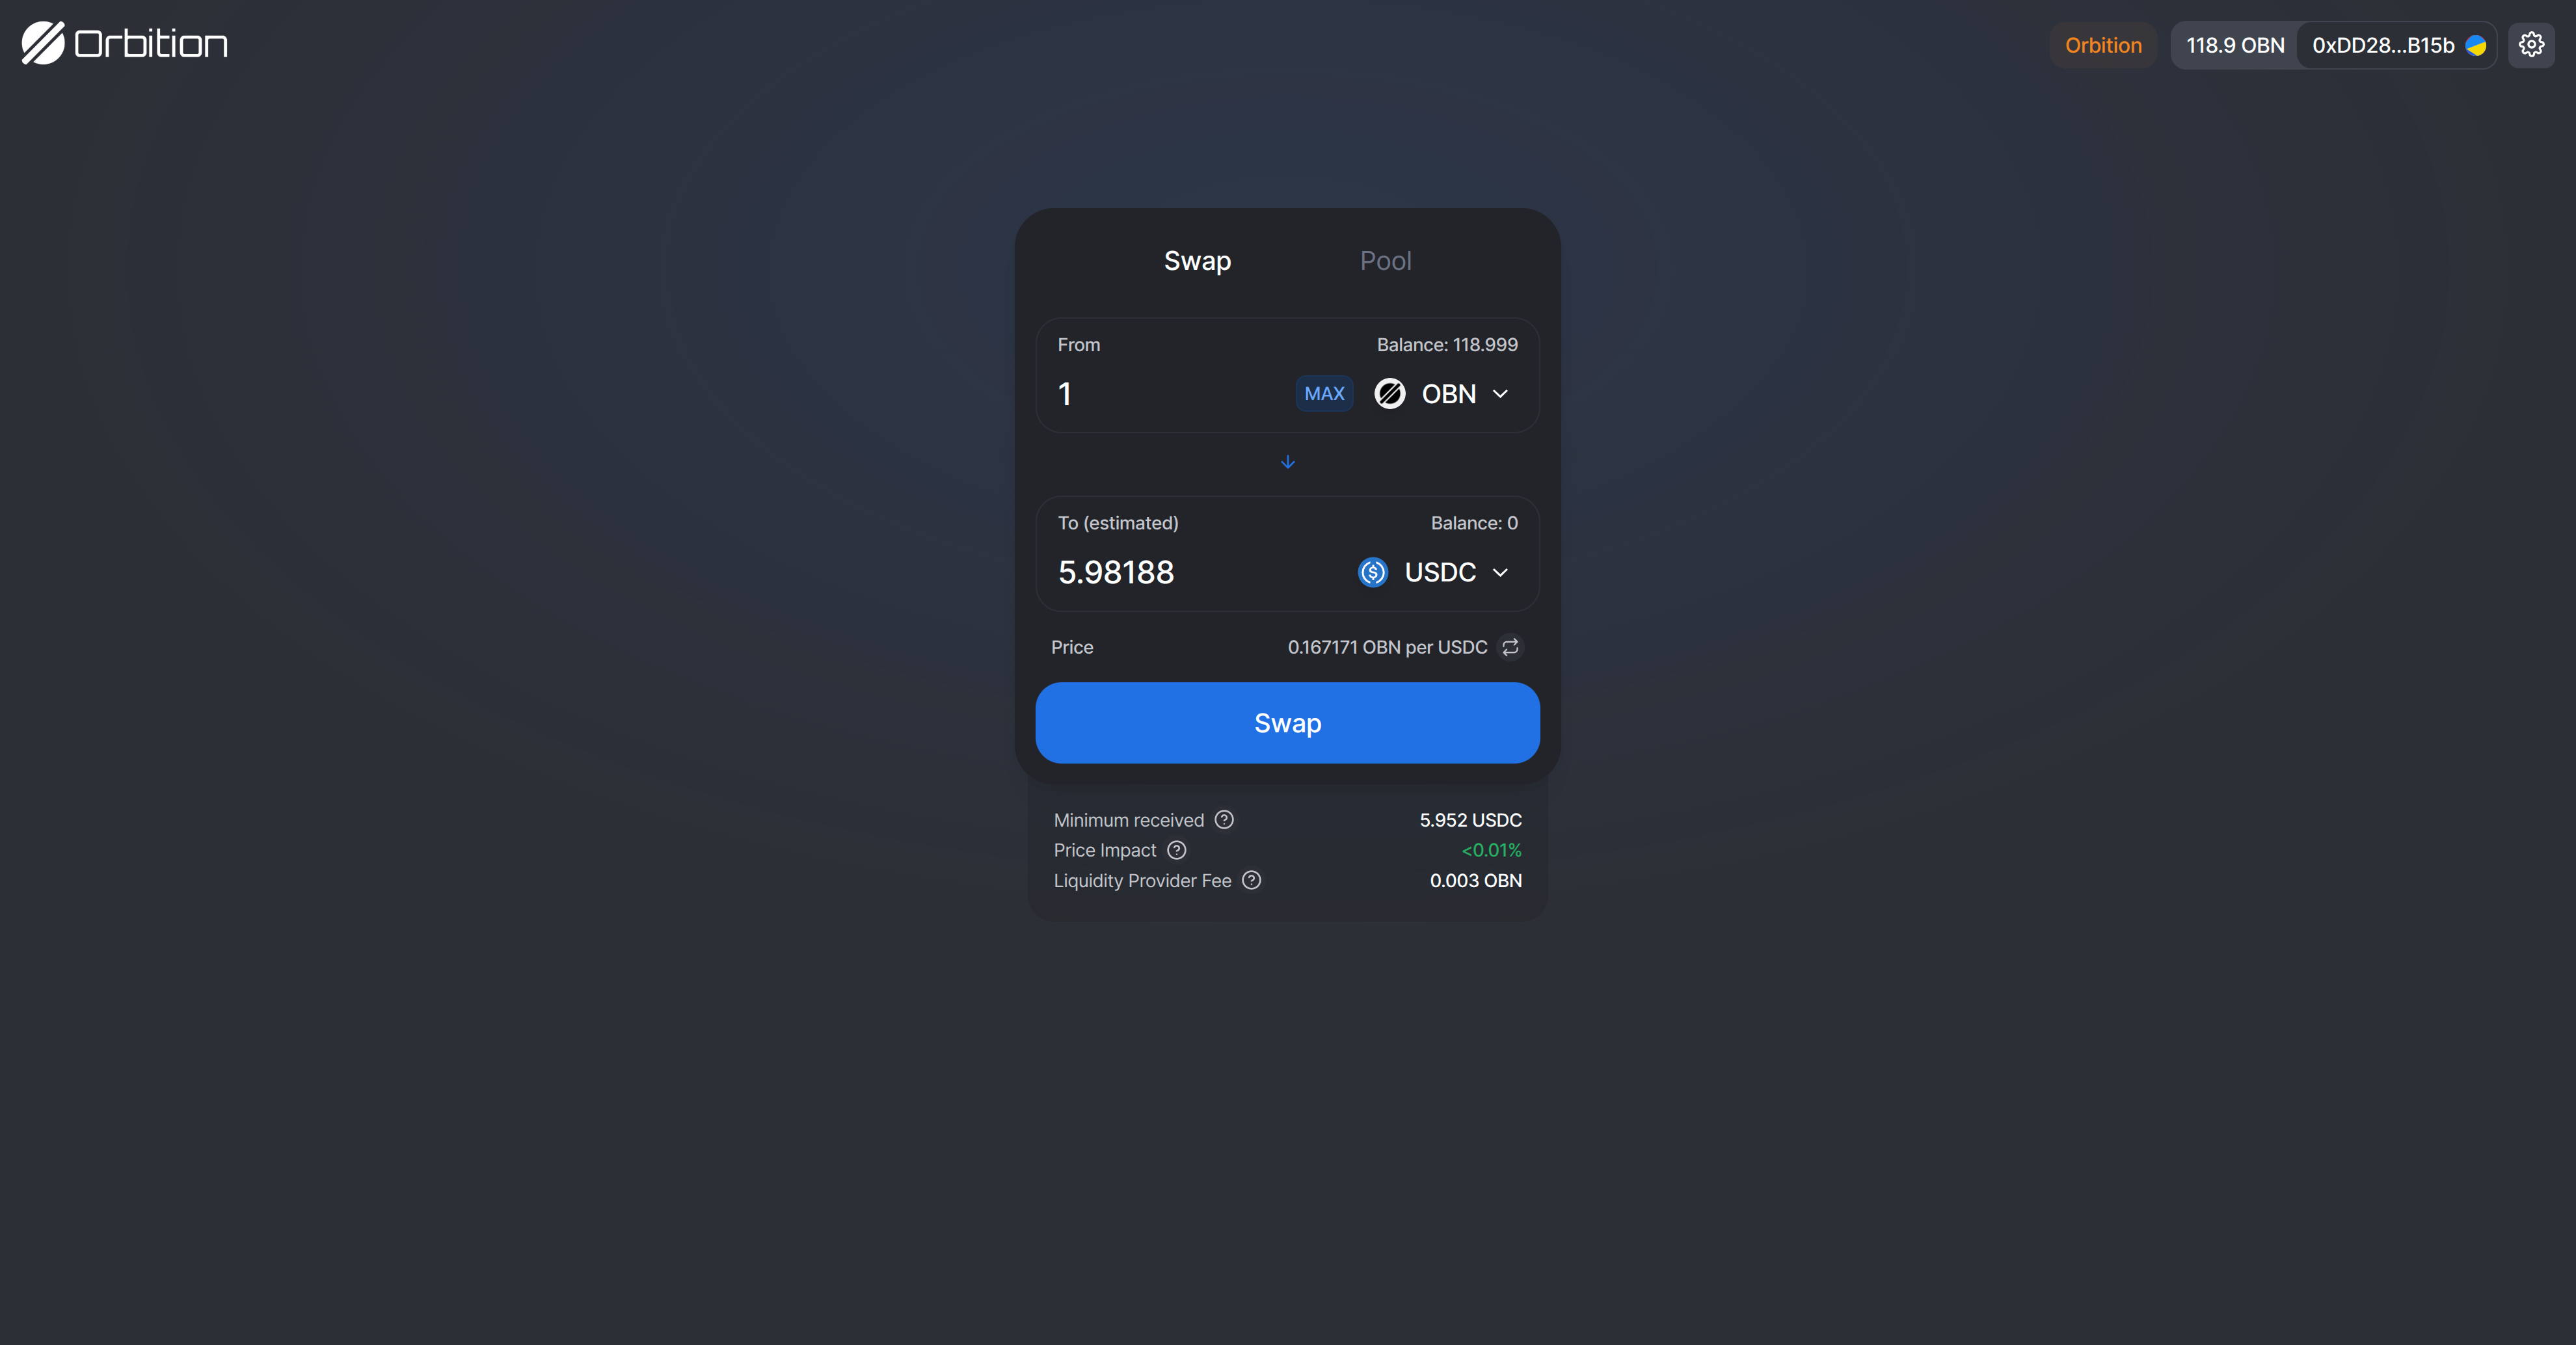 Orbition
Orbition 118.9 OBN 0xDD28...B15b
Swap Pool
From Balance: 118.999
1 MAX OBN
To (estimated) Balance: 0
5.98188 USDC
Price 0.167171 OBN per USDC
Swap
Minimum received 5.952 USDC
Price Impact <0.01%
Liquidity Provider Fee 0.003 OBN